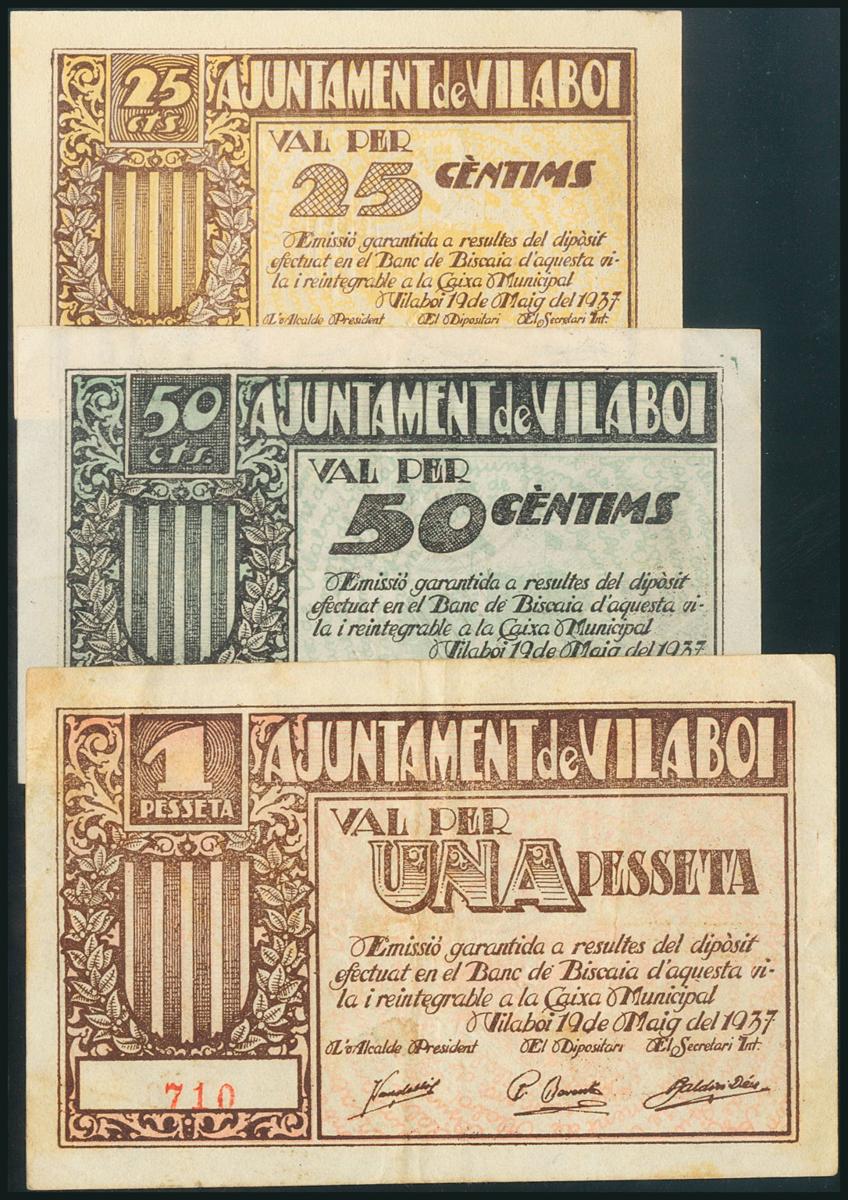 25
cts.
AJUNTAMENT de VILABOI
VAL PER
25 CÈNTIMS
Emissió garantida a resultes del dipòsit
efectuat en el Banc de Biscaia d'aquesta vi-
la i reintegrable a la Caixa Municipal
Vilaboi 19 de Maig del 1937
L'Alcalde President El Dipositari El Secretari Int.
50
cts.
AJUNTAMENT de VILABOI
VAL PER
50 CÈNTIMS
Emissió garantida a resultes del dipòsit
efectuat en el Banc de Biscaia d'aquesta vi-
la i reintegrable a la Caixa Municipal
Vilaboi 19 de Maig del 1937
1
PESSETA
AJUNTAMENT de VILABOI
VAL PER
UNA PESSETA
Emissió garantida a resultes del dipòsit
efectuat en el Banc de Biscaia d'aquesta vi-
la i reintegrable a la Caixa Municipal
Vilaboi 19 de Maig del 1937
L'Alcalde President El Dipositari El Secretari Int.
710